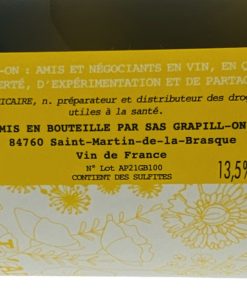 -ON : AMIS ET NÉGOCIANTS EN VIN, EN Q
ERTÉ, D'EXPÉRIMENTATION ET DE PARTAG
ICAIRE, n. préparateur et distributeur des drog
utiles à la santé.
MIS EN BOUTEILLE PAR SAS GRAPILL-ON
84760 Saint-Martin-de-la-Brasque
Vin de France
N° Lot AP21GB100
13,5%
CONTIENT DES SULFITES